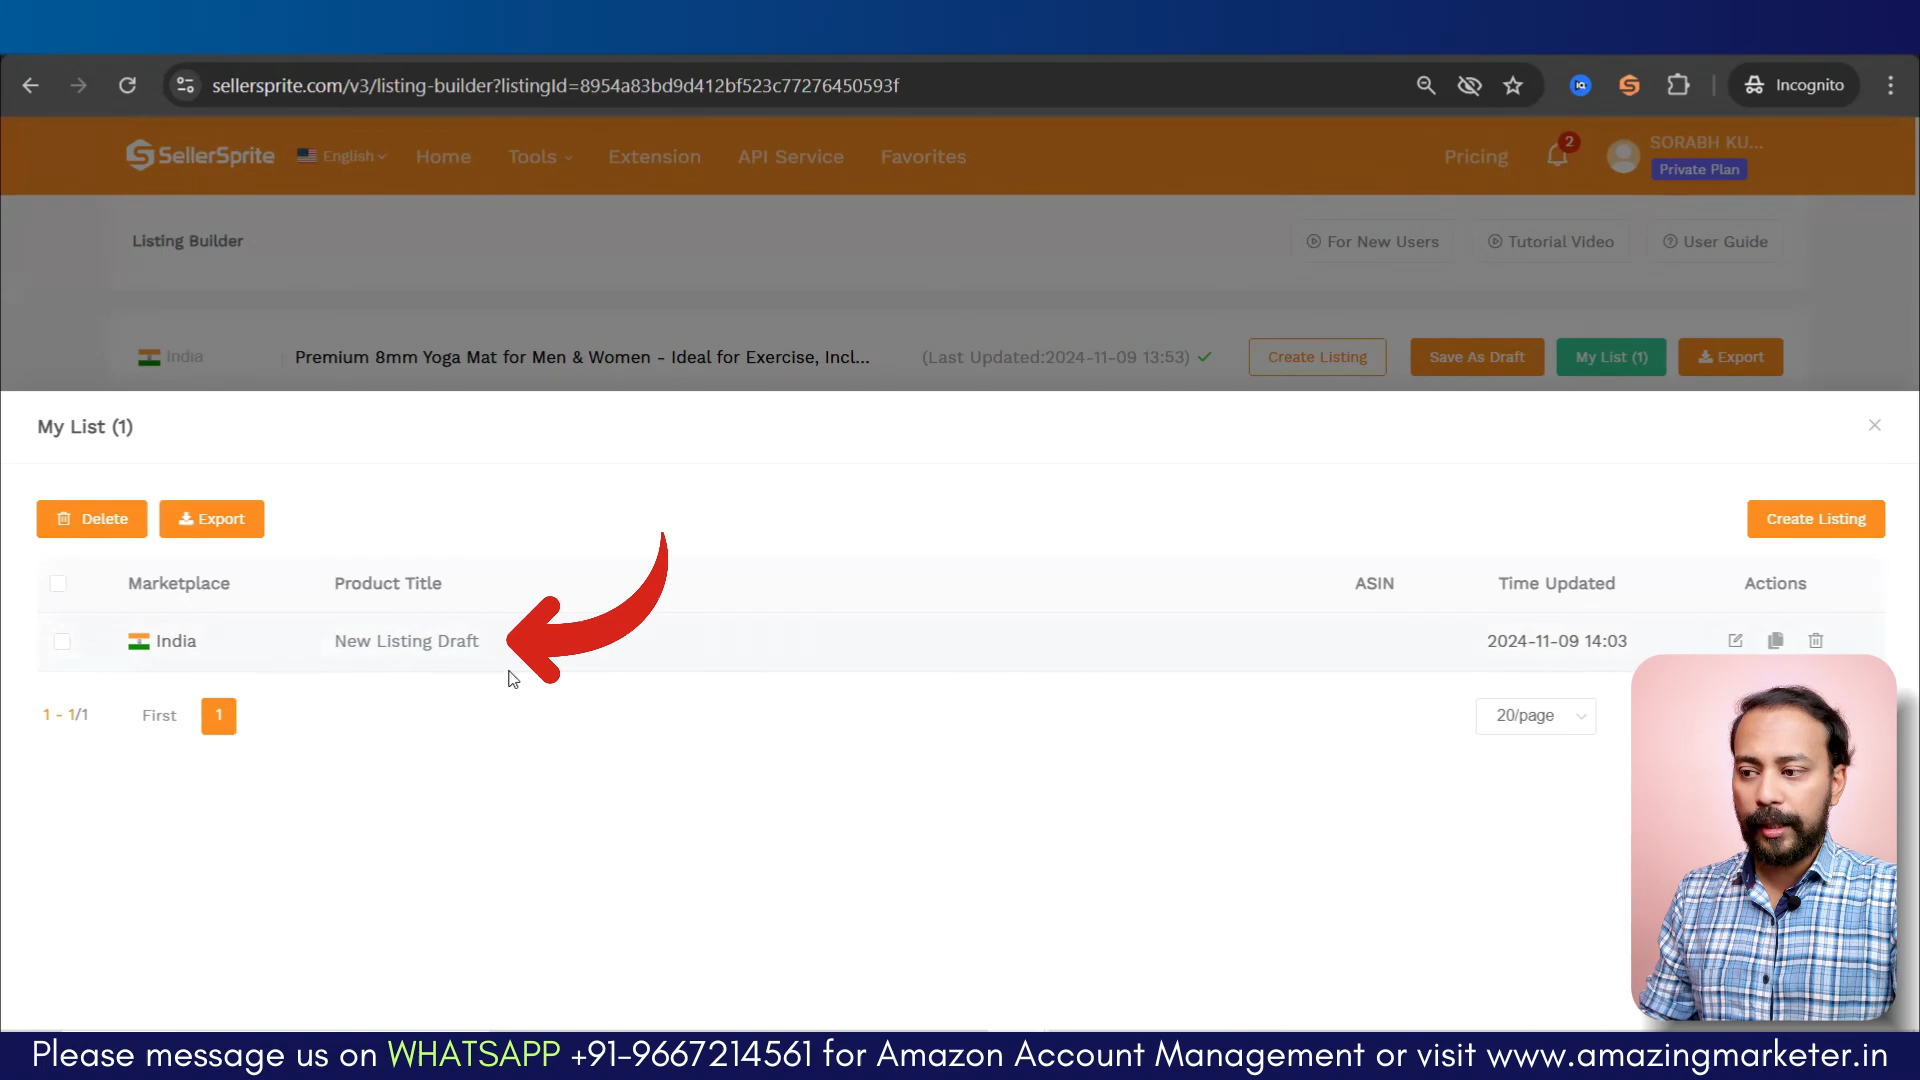 sellersprite.com/v3/listing-builder?listingId=8954a83bd9d412bf523c77276450593f
Incognito
SellerSprite English Home Tools Extension API Service Favorites Pricing 2 SORABH KU...
Private Plan
Listing Builder For New Users Tutorial Video User Guide
India Premium 8mm Yoga Mat for Men & Women - Ideal for Exercise, Incl... (Last Updated:2024-11-09 13:53) Create Listing Save As Draft My List (1) Export
My List (1)
Delete Export Create Listing
Marketplace Product Title ASIN Time Updated Actions
India New Listing Draft 2024-11-09 14:03
1 - 1/1 First 1 20/page
Please message us on WHATSAPP +91-9667214561 for Amazon Account Management or visit www.amazingmarketer.in